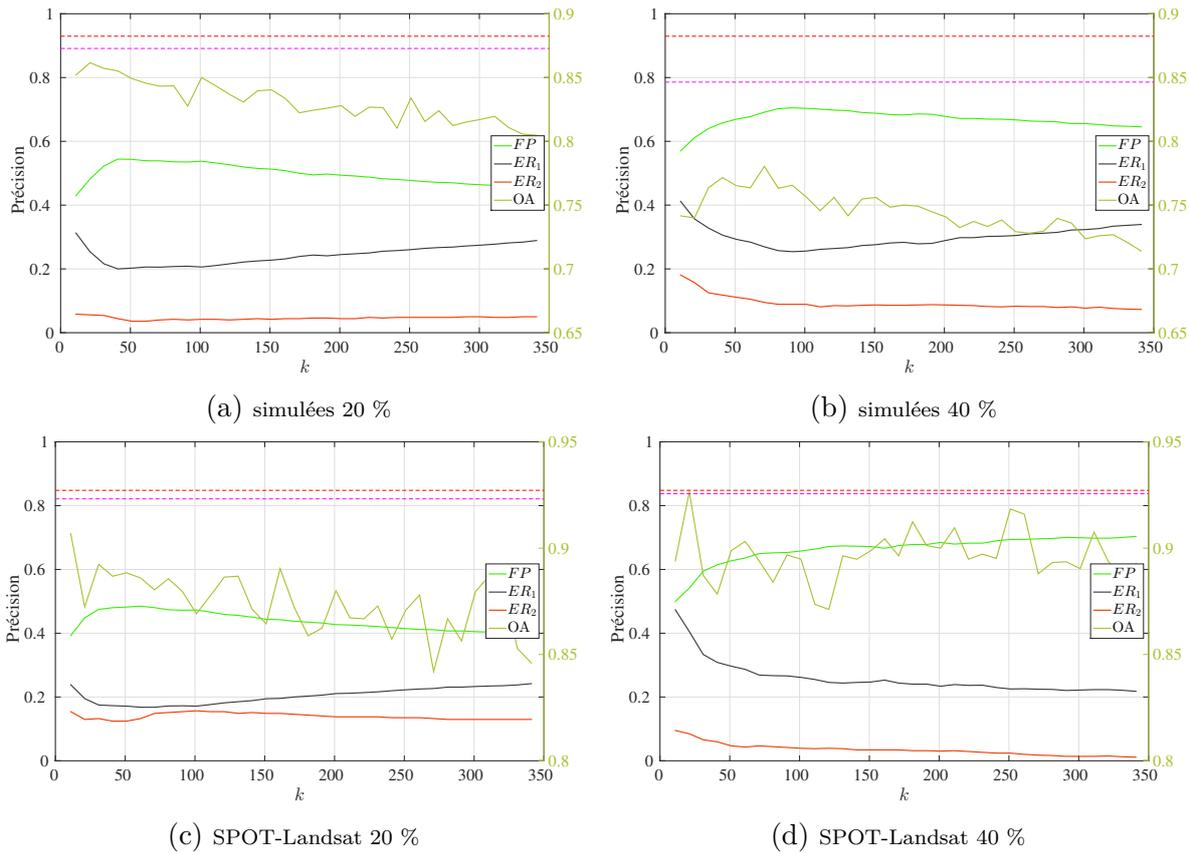 1
0.9
0.8
0.85
0.6
0.8
0.4
0.75
0.2
0.7
0
0.65
Précision
FP
ER1
ER2
OA
0 50 100 150 200 250 300 350
k
(a) simulées 20 %
1
0.9
0.8
0.85
0.6
0.8
0.4
0.75
0.2
0.7
0
0.65
Précision
FP
ER1
ER2
OA
0 50 100 150 200 250 300 350
k
(b) simulées 40 %
1
0.95
0.8
0.9
0.6
0.4
0.85
0.2
0
0.8
Précision
FP
ER1
ER2
OA
0 50 100 150 200 250 300 350
k
(c) SPOT-Landsat 20 %
1
0.95
0.8
0.9
0.6
0.4
0.85
0.2
0
0.8
Précision
FP
ER1
ER2
OA
0 50 100 150 200 250 300 350
k
(d) SPOT-Landsat 40 %